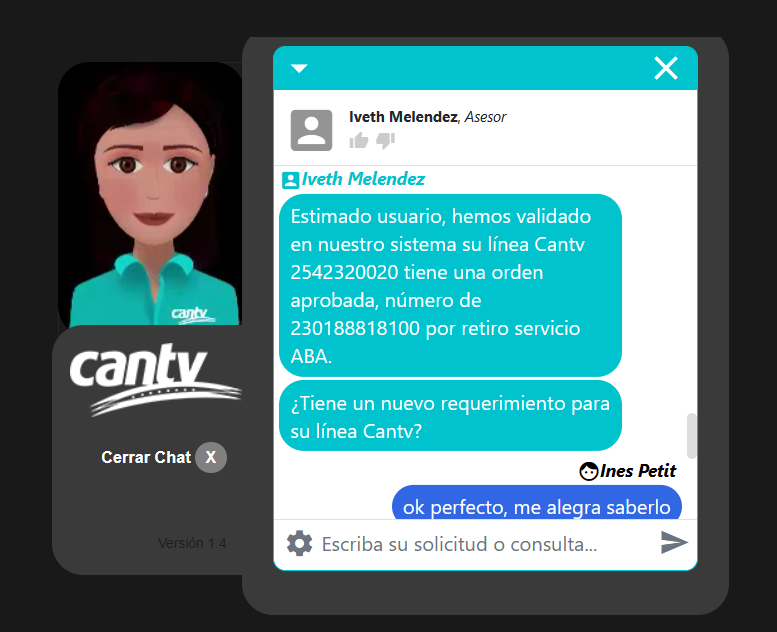 Iveth Melendez, Asesor
Iveth Melendez
Estimado usuario, hemos validado
en nuestro sistema su línea Cantv
2542320020 tiene una orden
aprobada, número de
230188818100 por retiro servicio
ABA.
¿Tiene un nuevo requerimiento para
su línea Cantv?
Ines Petit
ok perfecto, me alegra saberlo
Escriba su solicitud o consulta...
cantv
cantv
Cerrar Chat X
Versión 1.4